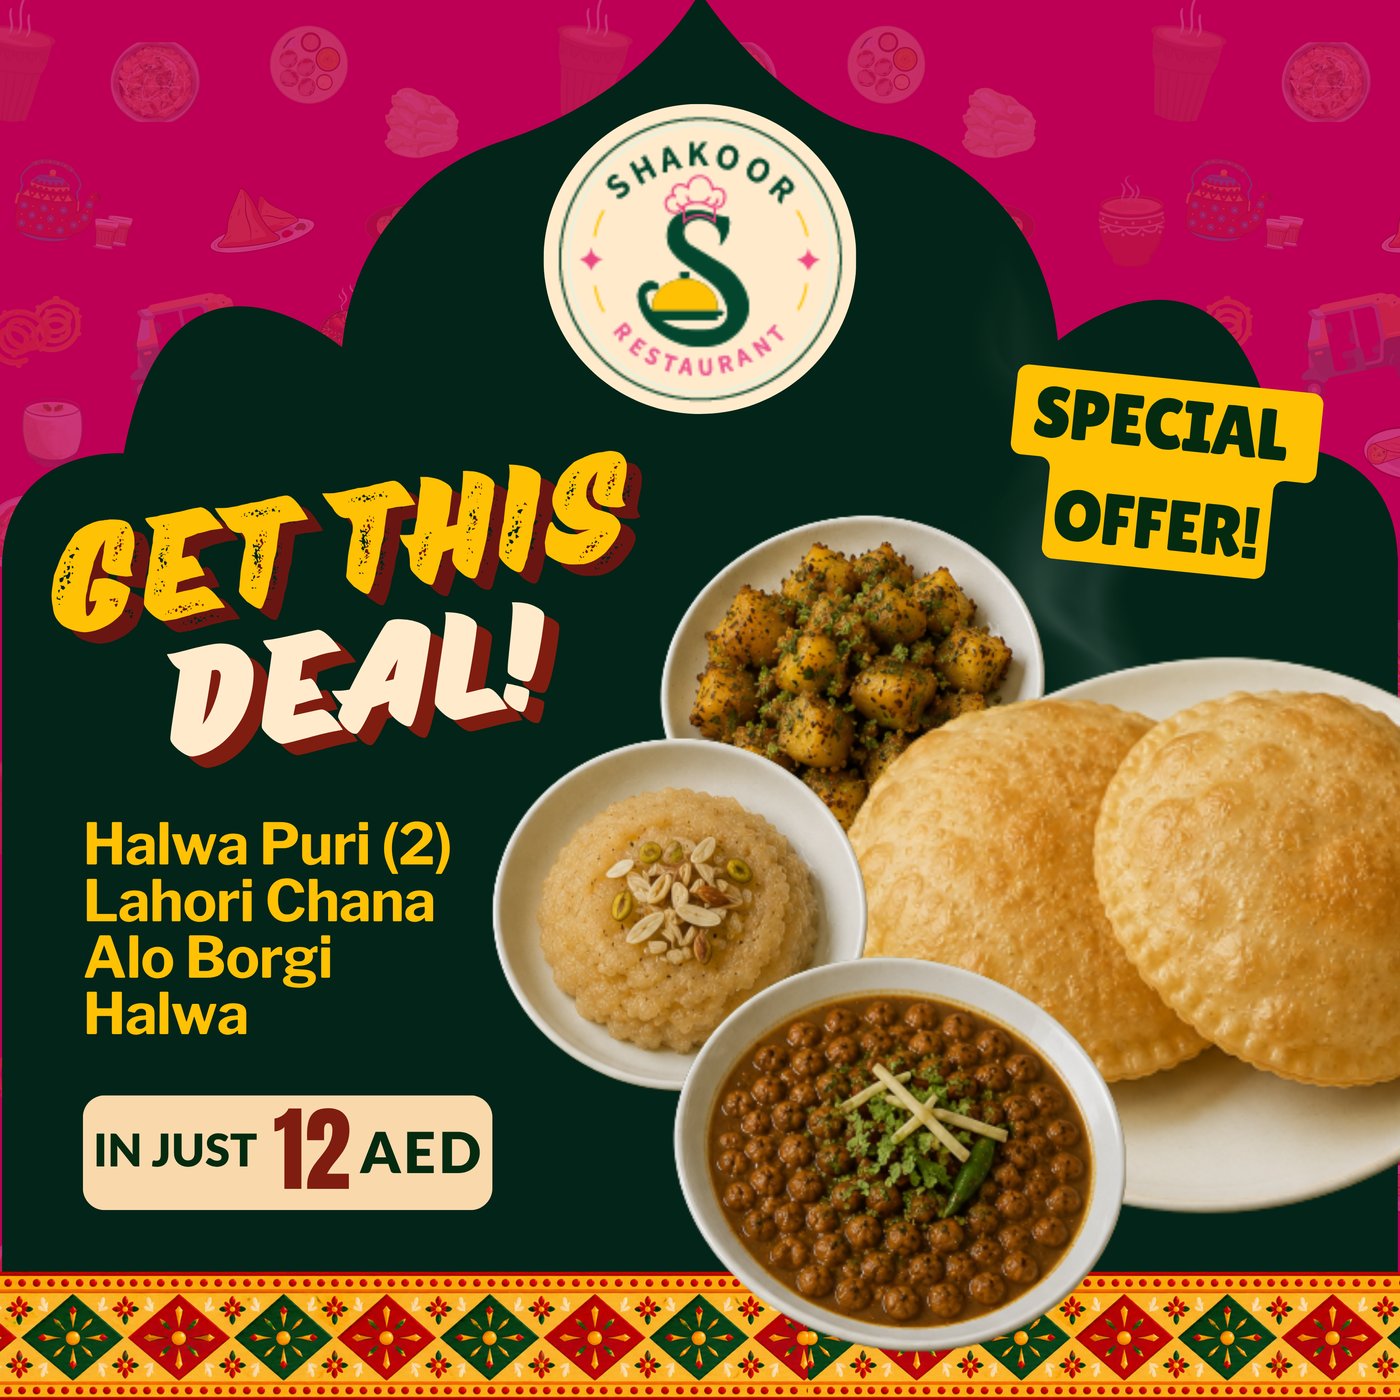 SHAKOOR
S
RESTAURANT
SPECIAL
OFFER!
GET THIS
DEAL!
Halwa Puri (2)
Lahori Chana
Alo Borgi
Halwa
IN JUST 12 AED